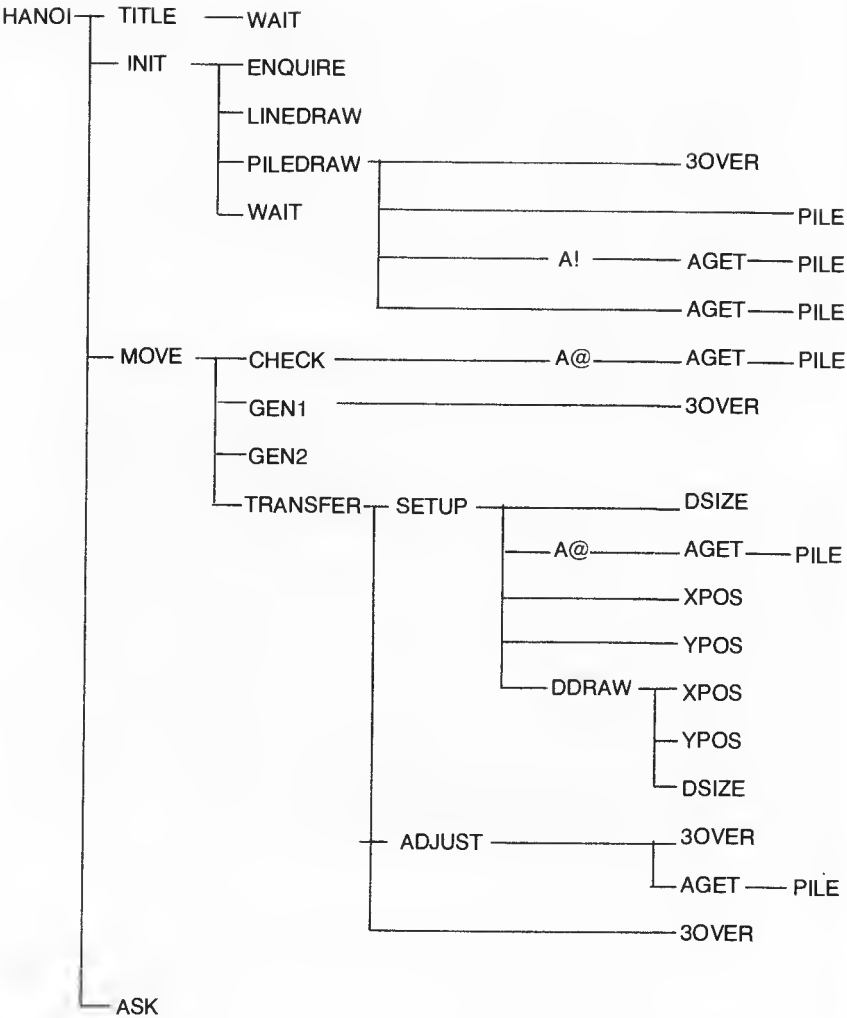 HANOI TITLE WAIT
INIT ENQUIRE
LINEDRAW
PILEDRAW 3OVER
WAIT PILE
A! AGET PILE
AGET PILE
MOVE CHECK A@ AGET PILE
GEN1 3OVER
GEN2
TRANSFER SETUP DSIZE
A@ AGET PILE
XPOS
YPOS
DDRAW XPOS
YPOS
DSIZE
ADJUST 3OVER
AGET PILE
3OVER
ASK